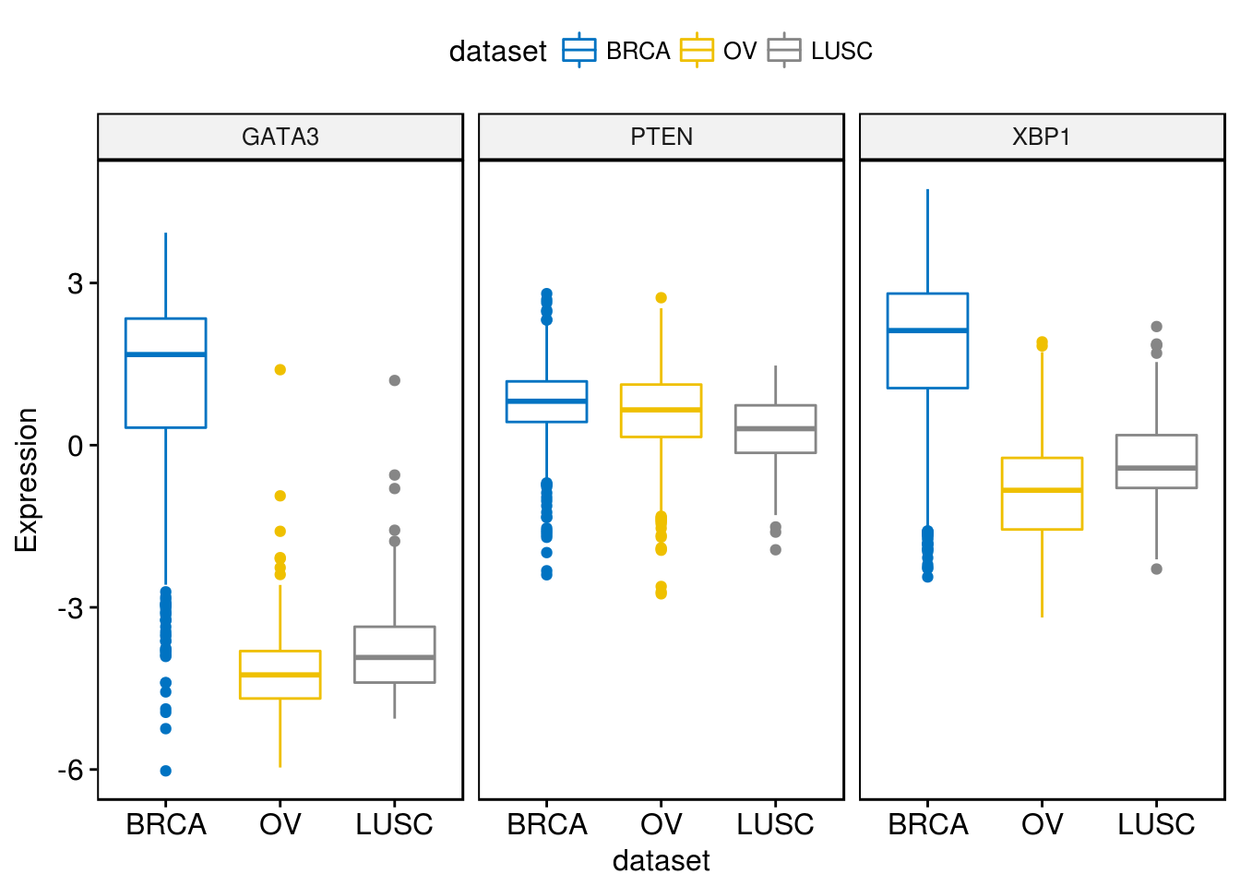 dataset BRCA OV LUSC
GATA3 PTEN XBP1
Expression
3
0
-3
-6
BRCA OV LUSC BRCA OV LUSC BRCA OV LUSC
dataset